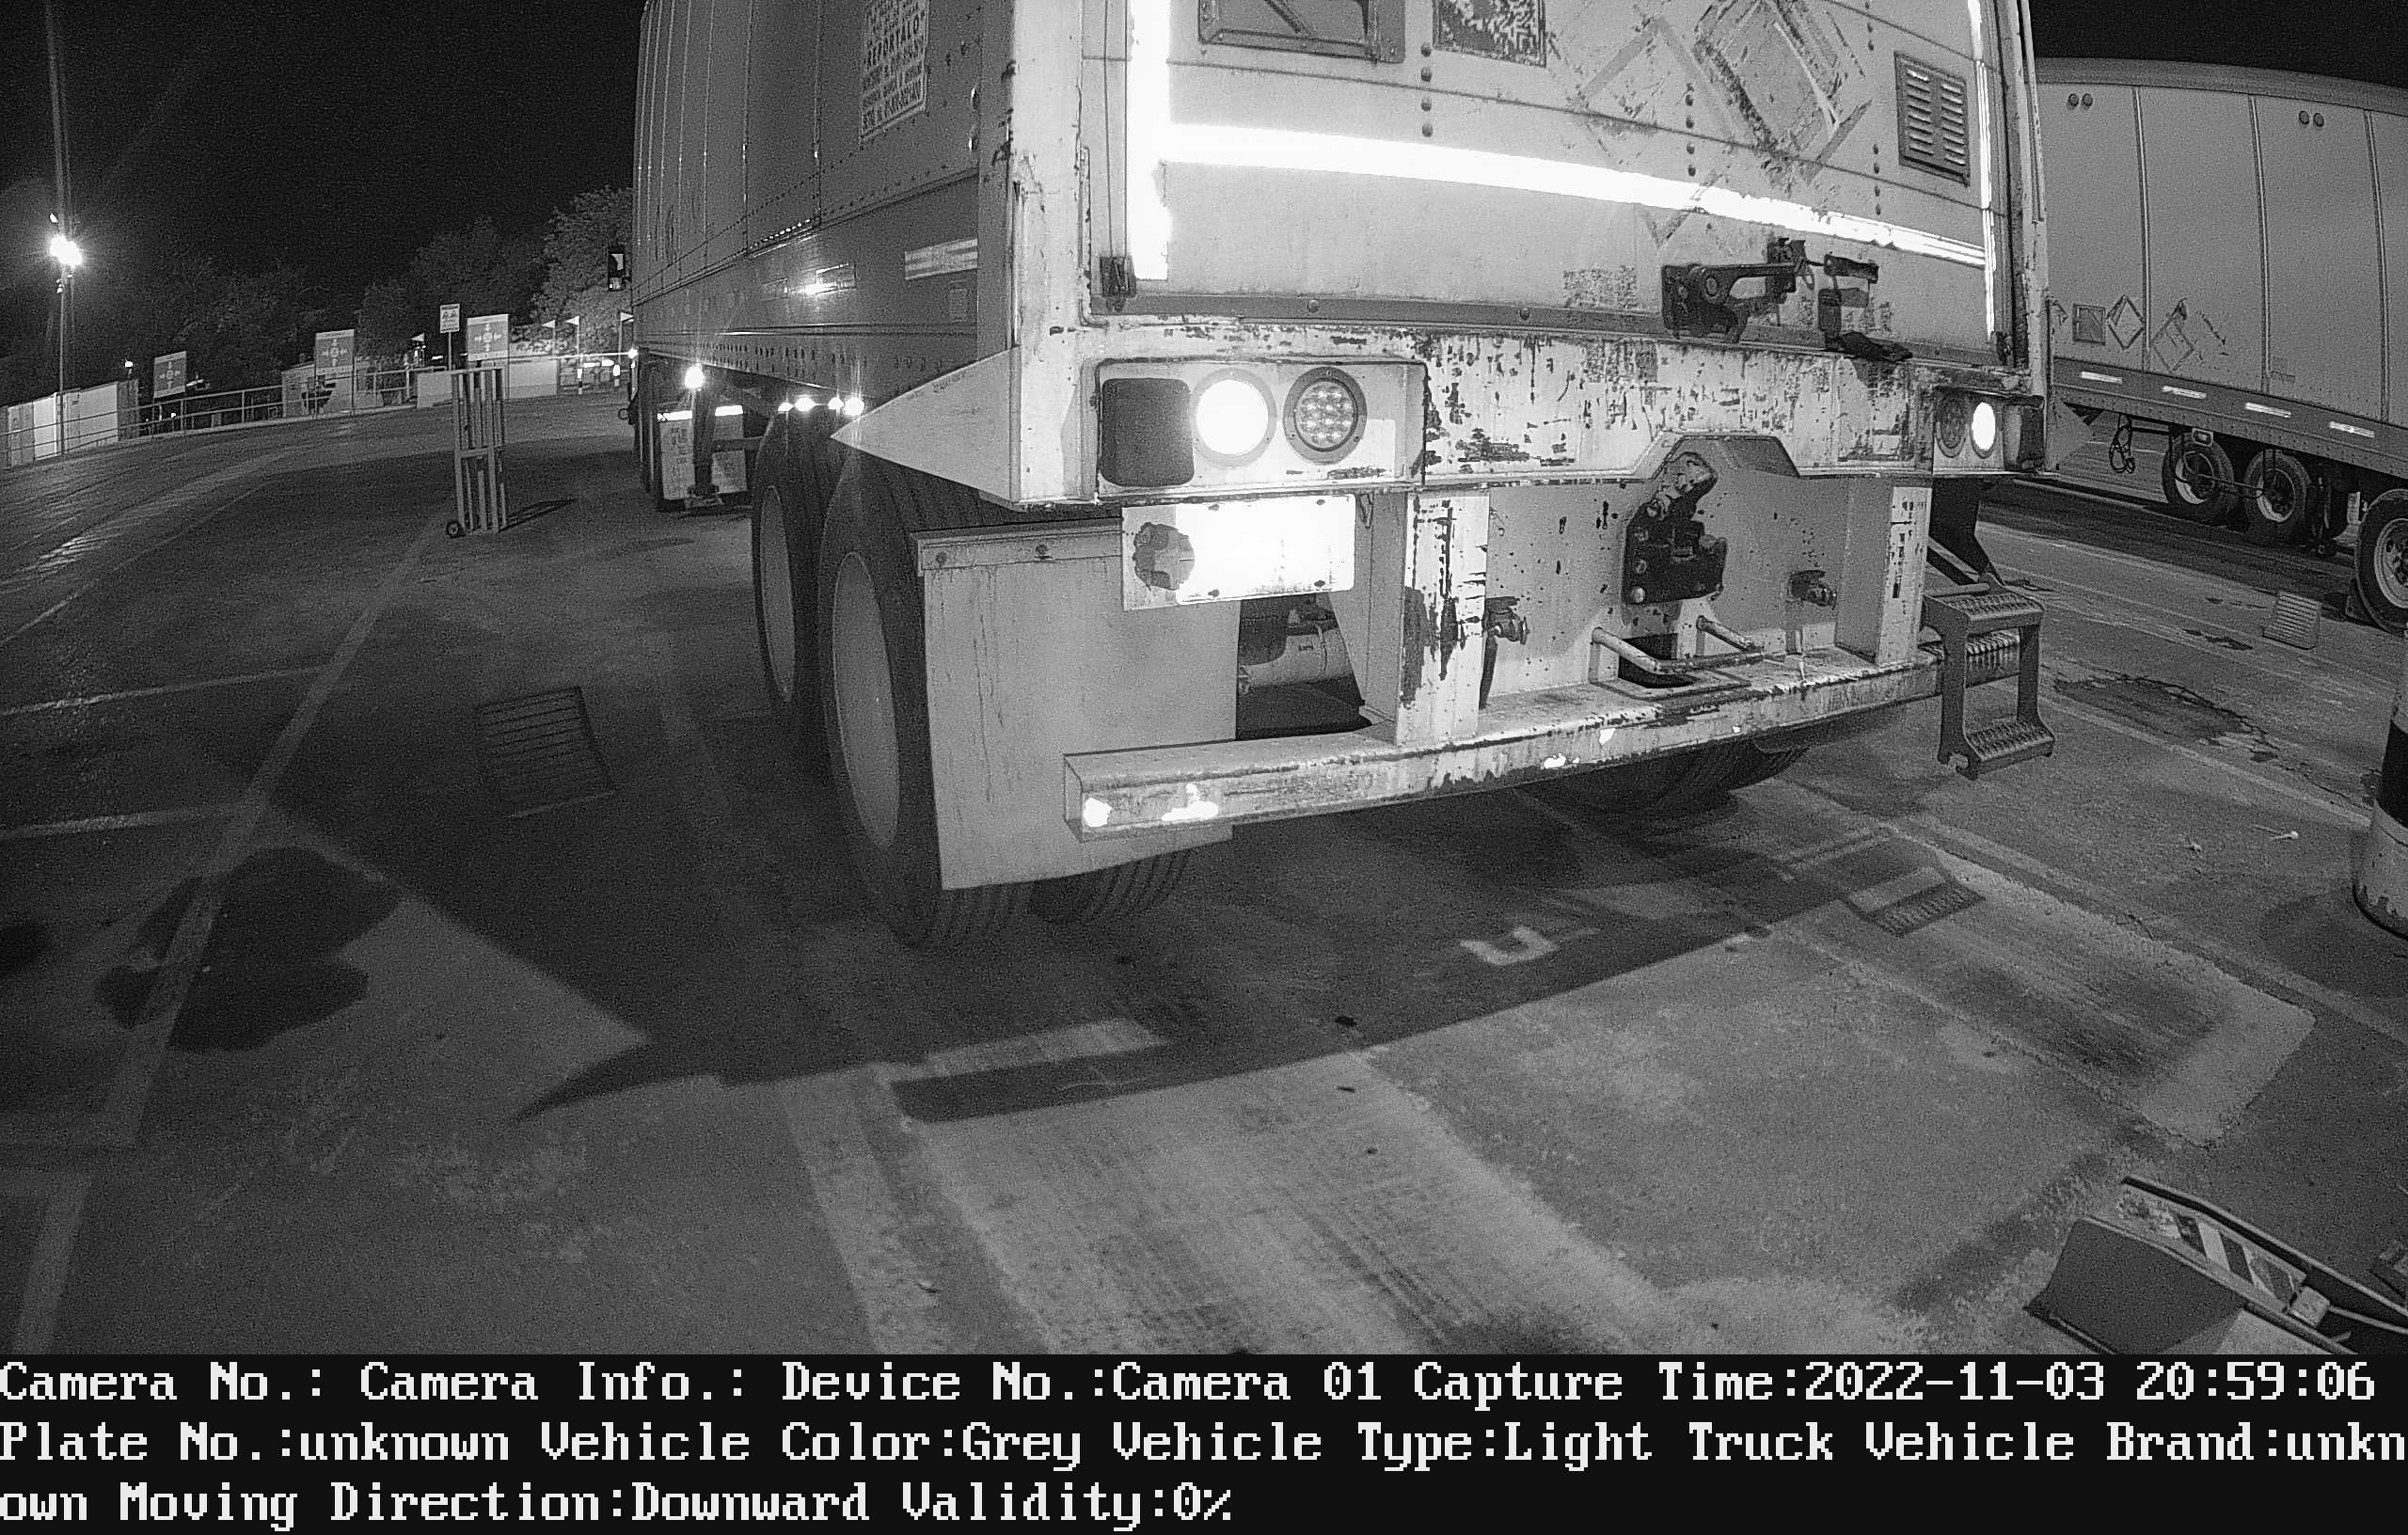 REPORTALO
Camera No.: Camera Info.: Device No.:Camera 01 Capture Time:2022-11-03 20:59:06
Plate No.:unknown Vehicle Color:Grey Vehicle Type:Light Truck Vehicle Brand:unkn
own Moving Direction:Downward Validity:0%